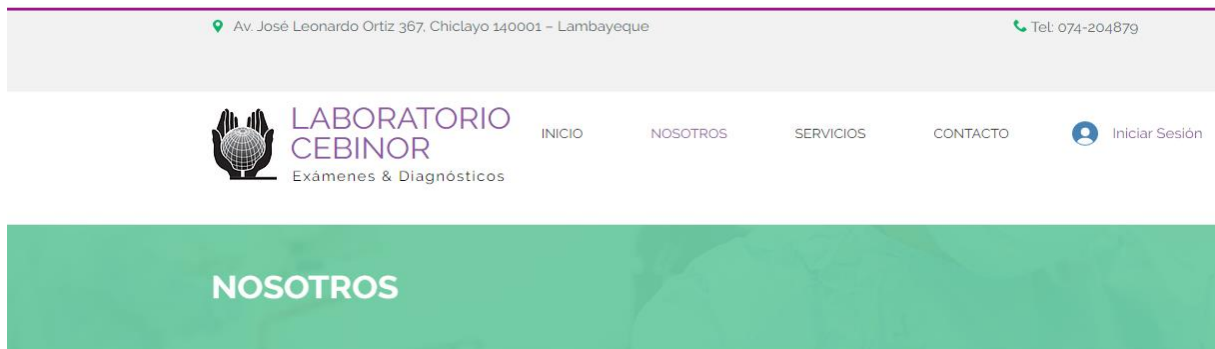 Av. José Leonardo Ortiz 367, Chiclayo 140001 – Lambayeque
Tel: 074-204879
LABORATORIO
CEBINOR
Exámenes & Diagnósticos
INICIO
NOSOTROS
SERVICIOS
CONTACTO
Iniciar Sesión
NOSOTROS